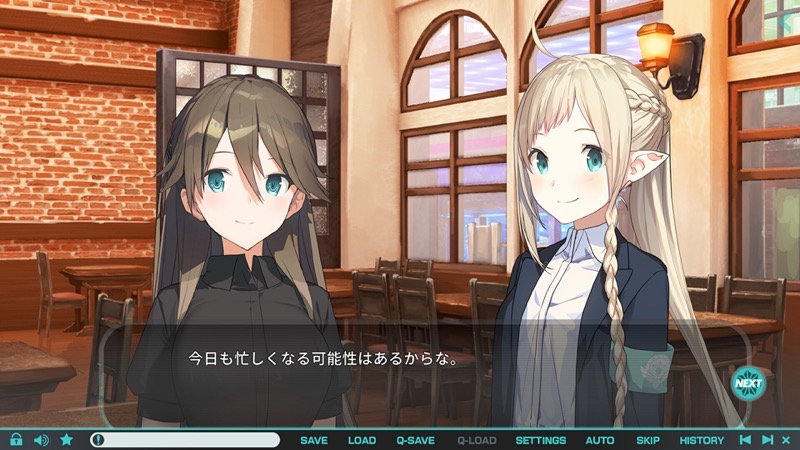 今日も忙しくなる可能性はあるからな。
NEXT
SAVE
LOAD
Q-SAVE
Q-LOAD
SETTINGS
AUTO
SKIP
HISTORY